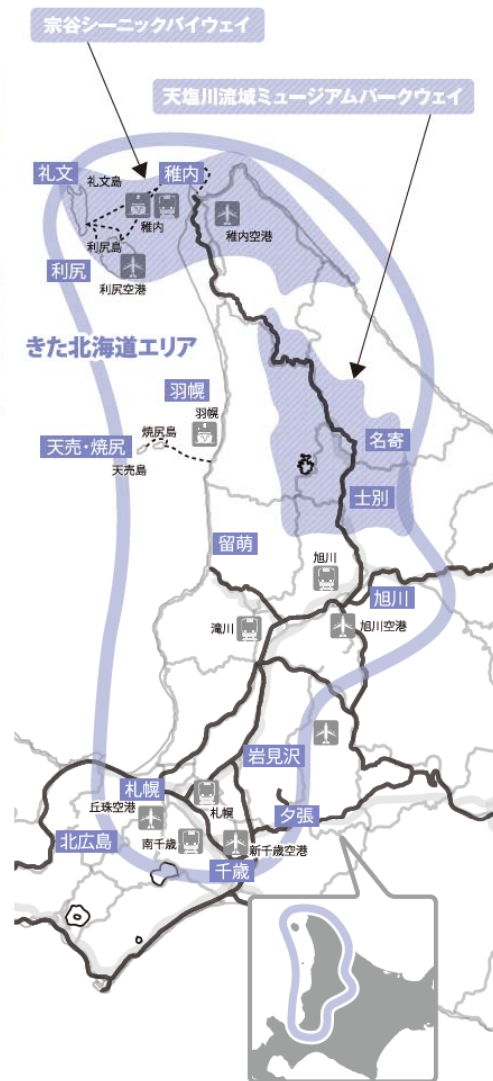 宗谷シーニックバイウェイ
天塩川流域ミュージアムパークウェイ
礼文
礼文島
稚内
稚内
稚内空港
利尻島
利尻
利尻空港
きた北海道エリア
羽幌
羽幌
天売・焼尻
焼尻島
天売島
名寄
士別
留萌
旭川
旭川
滝川
旭川空港
岩見沢
札幌
丘珠空港
札幌
夕張
北広島
南千歳
新千歳空港
千歳